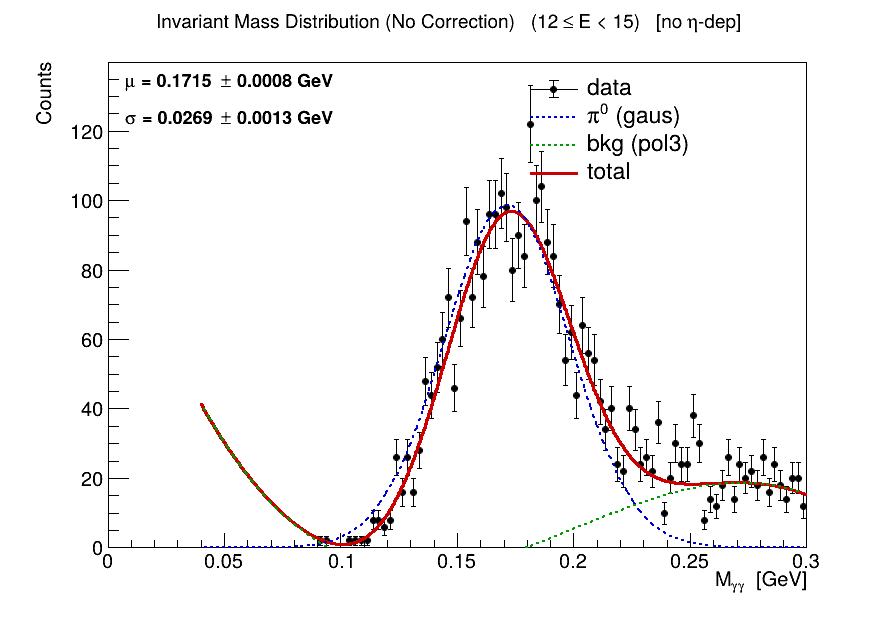 Invariant Mass Distribution (No Correction) (12 ≤ E < 15) [no η-dep]
Counts
μ = 0.1715 ± 0.0008 GeV
σ = 0.0269 ± 0.0013 GeV
data
π⁰ (gaus)
bkg (pol3)
total
120
100
80
60
40
20
0
0 0.05 0.1 0.15 0.2 0.25 0.3
Mγγ [GeV]